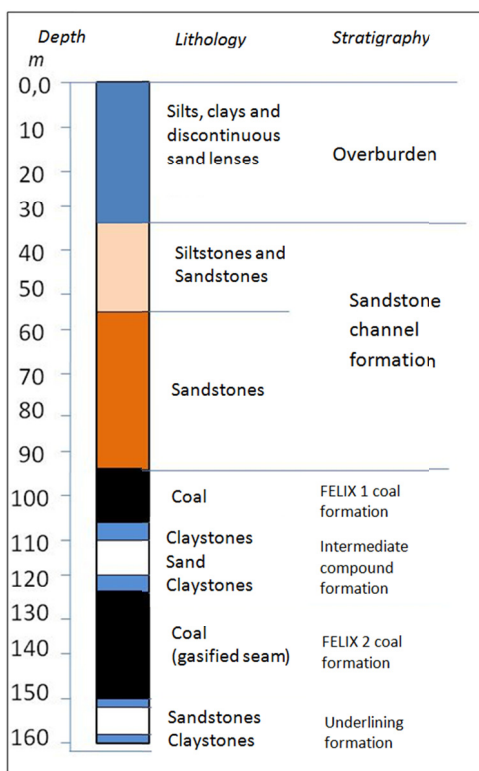 Depth Lithology Stratigraphy
m
0,0
Silts, clays and
10
discontinuous
sand lenses
Overburden
20
30
40
Siltstones and
Sandstones
50
Sandstone
60
channel
formation
70
Sandstones
80
90
100
Coal
FELIX 1 coal
formation
110
Claystones
Sand
Claystones
Intermediate
compound
formation
120
130
Coal
(gasified seam)
FELIX 2 coal
formation
140
150
Sandstones
Claystones
Underlining
formation
160